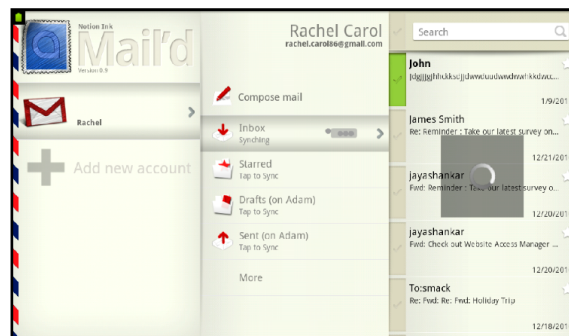 Notion Ink
Mail'd
Version 0.9
Rachel
Add new account
Rachel Carol
rachel.carol86@gmail.com
Compose mail
Inbox
Synching
Starred
Tap to Sync
Drafts (on Adam)
Tap to Sync
Sent (on Adam)
Tap to Sync
More
Search
John
1/9/201
James Smith
Re: Reminder : Take our latest survey on...
12/21/201
jayashankar
Fwd: Reminder : Take our latest survey o...
12/20/201
jayashankar
Fwd: Check out Website Access Manager ...
12/20/201
To:smack
Re: Fwd: Re: Fwd: Holiday Trip
12/18/201